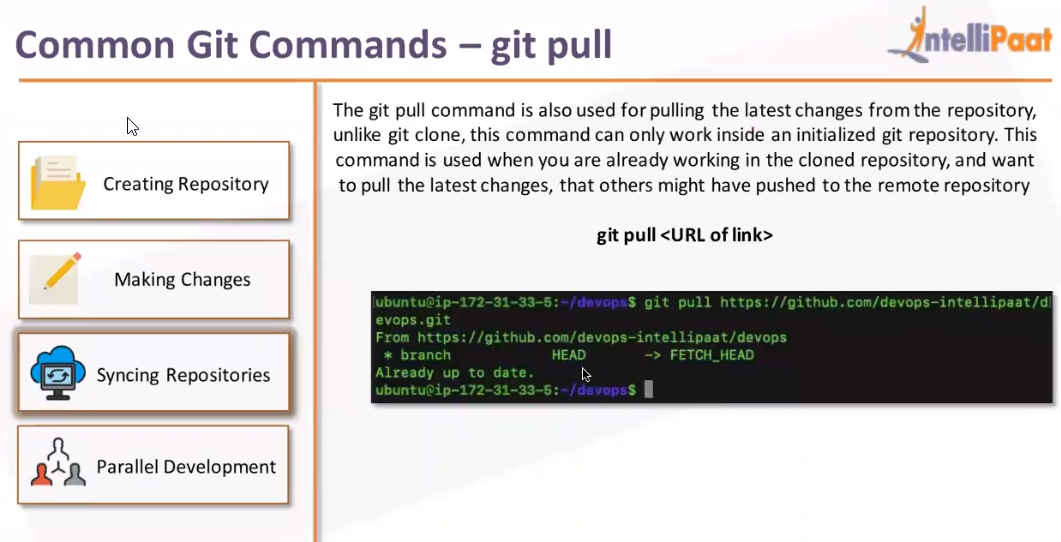 Common Git Commands – git pull
IntelliPaat
Creating Repository
Making Changes
Syncing Repositories
Parallel Development
The git pull command is also used for pulling the latest changes from the repository,
unlike git clone, this command can only work inside an initialized git repository. This
command is used when you are already working in the cloned repository, and want
to pull the latest changes, that others might have pushed to the remote repository
git pull <URL of link>
ubuntu@ip-172-31-33-5:~/devops$ git pull https://github.com/devops-intellipaat/d
evops.git
From https://github.com/devops-intellipaat/devops
 * branch            HEAD       -> FETCH_HEAD
Already up to date.
ubuntu@ip-172-31-33-5:~/devops$